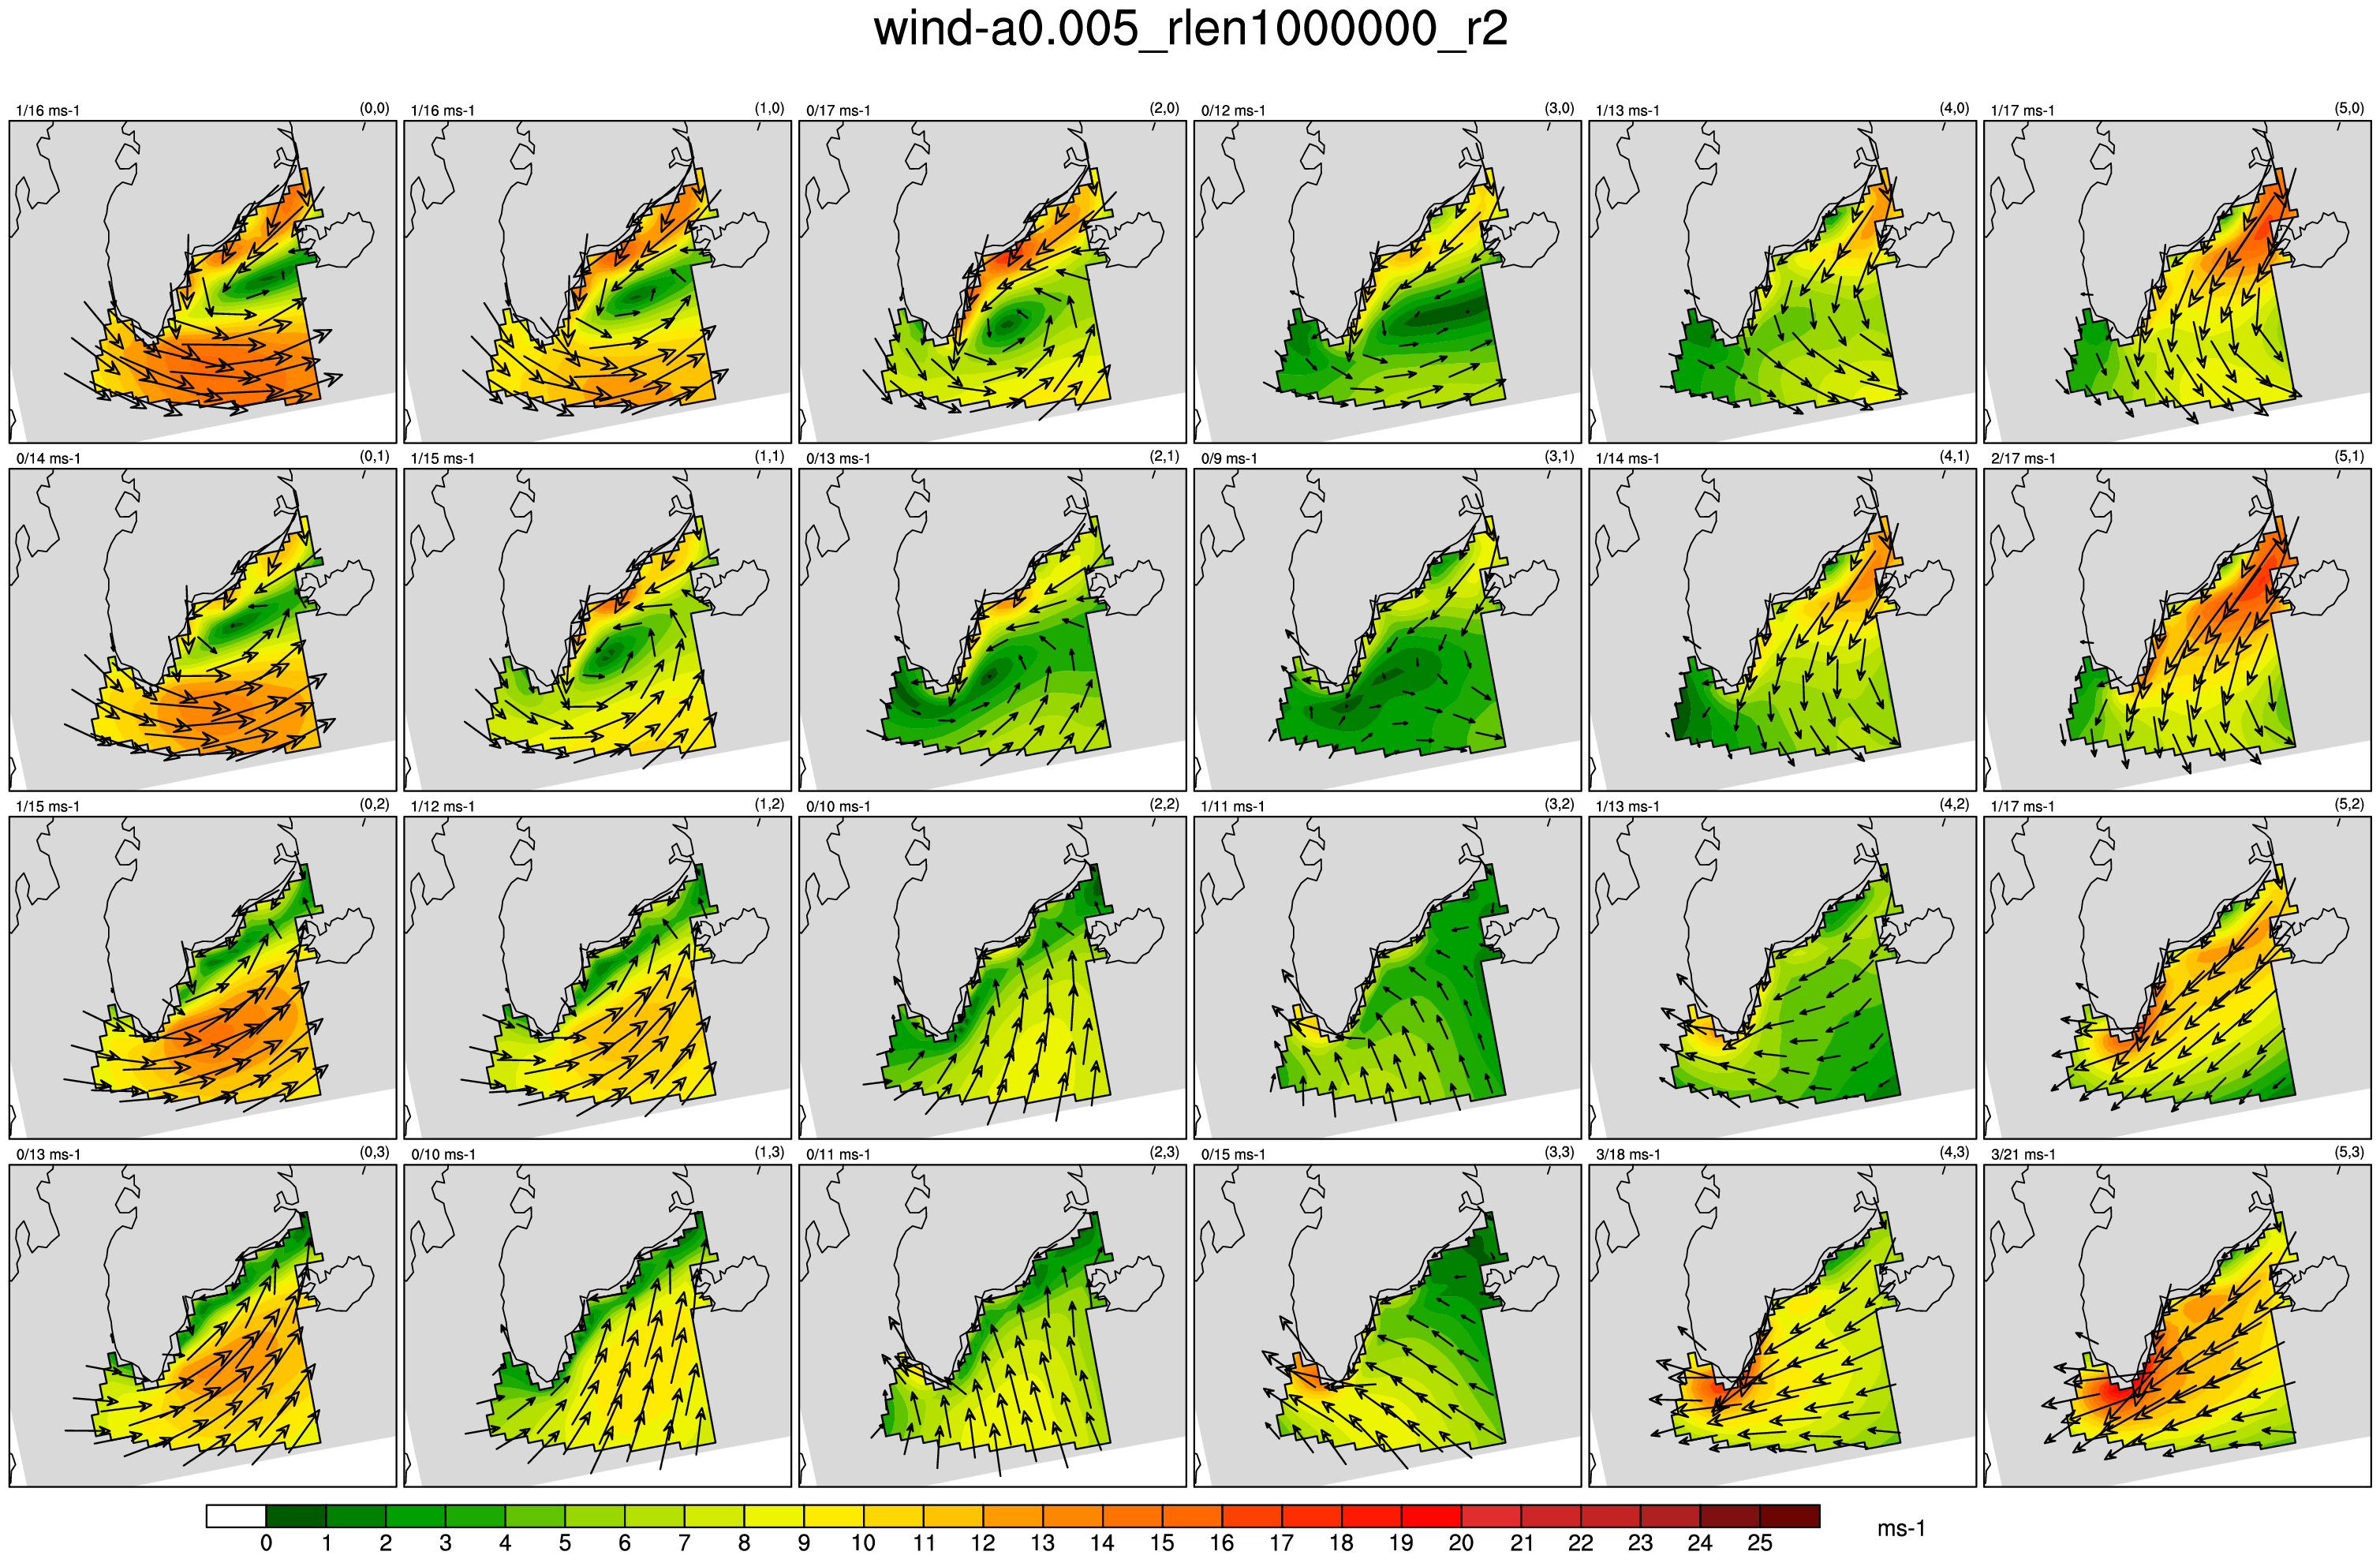 wind-a0.005_rlen1000000_r2
1/16 ms-1 (0,0) 1/16 ms-1 (1,0) 0/17 ms-1 (2,0) 0/12 ms-1 (3,0) 1/13 ms-1 (4,0) 1/17 ms-1 (5,0)
0/14 ms-1 (0,1) 1/15 ms-1 (1,1) 0/13 ms-1 (2,1) 0/9 ms-1 (3,1) 1/14 ms-1 (4,1) 2/17 ms-1 (5,1)
1/15 ms-1 (0,2) 1/12 ms-1 (1,2) 0/10 ms-1 (2,2) 1/11 ms-1 (3,2) 1/13 ms-1 (4,2) 1/17 ms-1 (5,2)
0/13 ms-1 (0,3) 0/10 ms-1 (1,3) 0/11 ms-1 (2,3) 0/15 ms-1 (3,3) 3/18 ms-1 (4,3) 3/21 ms-1 (5,3)
0 1 2 3 4 5 6 7 8 9 10 11 12 13 14 15 16 17 18 19 20 21 22 23 24 25 ms-1